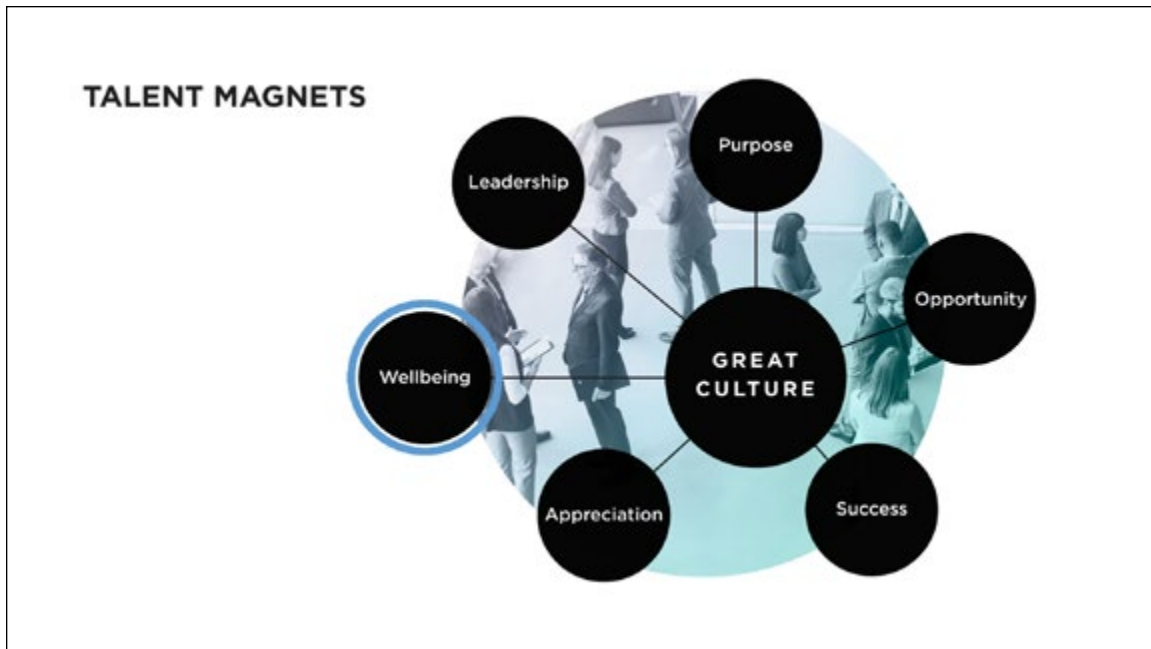 TALENT MAGNETS
Purpose
Leadership
Opportunity
GREAT
CULTURE
Wellbeing
Appreciation
Success